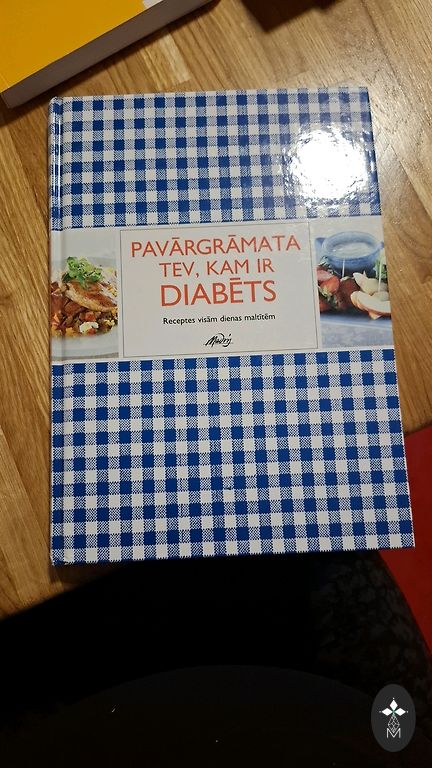 PAVĀRGRĀMATA
TEV, KAM IR
DIABĒTS
Receptes visām dienas maltītēm
M